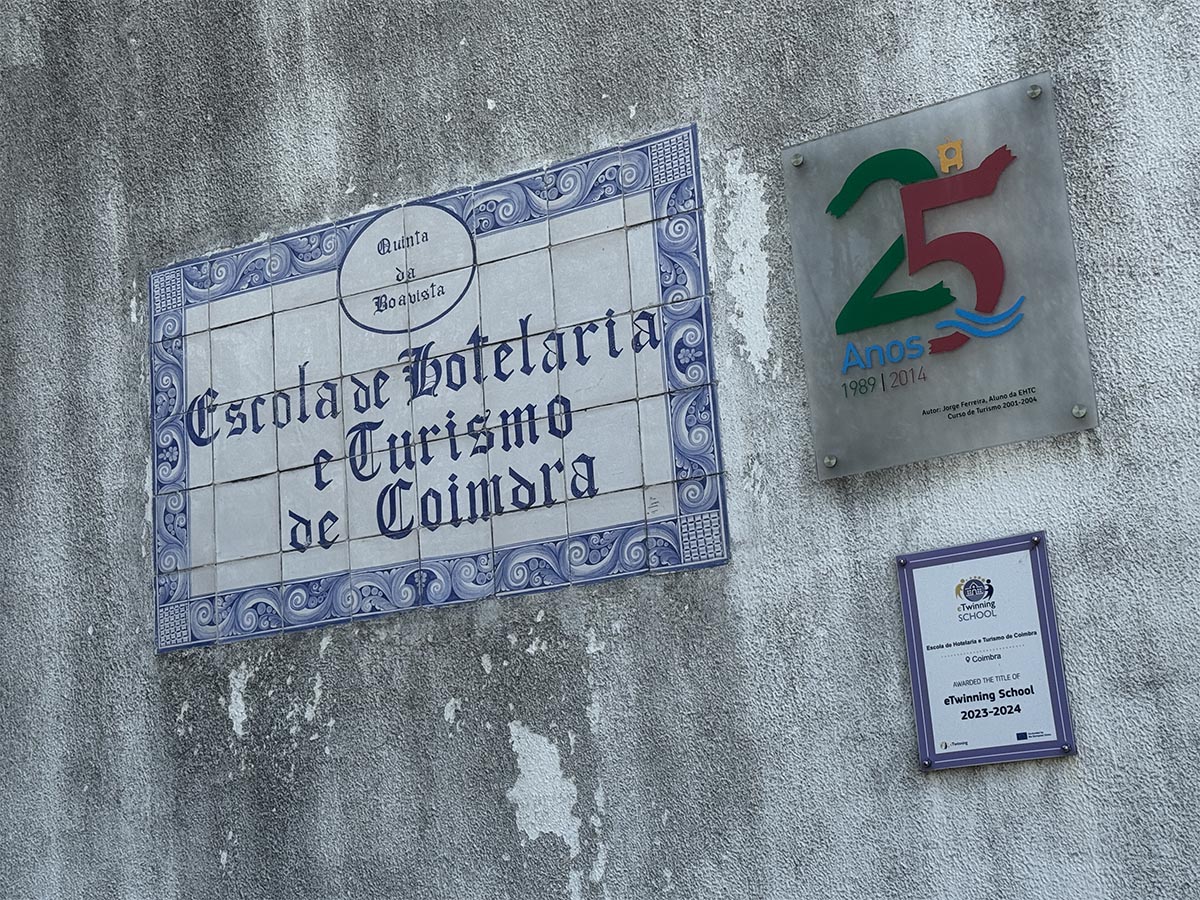 Quinta
da
Boavista
Escola de Hotelaria
e Turismo
de Coimbra
25
Anos
1989 | 2014
Autor: Jorge Ferreira, Aluno da EHTC
Curso de Turismo 2001-2004
eTwinning
SCHOOL
Escola de Hotelaria e Turismo de Coimbra
Coimbra
AWARDED THE TITLE OF
eTwinning School
2023-2024
eTwinning